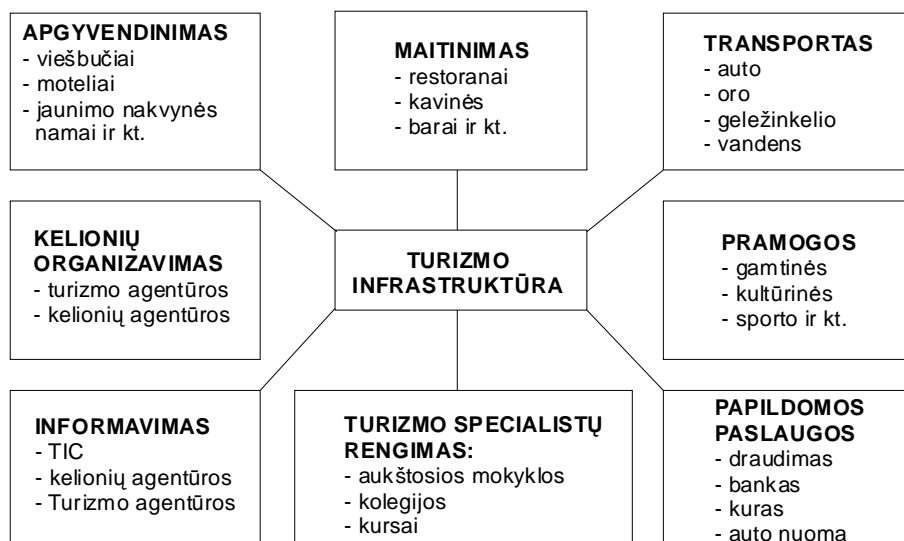 APGYVENDINIMAS
- viešbučiai
- moteliai
- jaunimo nakvynės
namai ir kt.
MAITINIMAS
- restoranai
- kavinės
- barai ir kt.
TRANSPORTAS
- auto
- oro
- geležinkelio
- vandens
KELIONIŲ
ORGANIZAVIMAS
- turizmo agentūros
- kelionių agentūros
TURIZMO
INFRASTRUKTŪRA
PRAMOGOS
- gamtinės
- kultūrinės
- sporto ir kt.
INFORMAVIMAS
- TIC
- kelionių agentūros
- Turizmo agentūros
TURIZMO SPECIALISTŲ
RENGIMAS:
- aukštosios mokyklos
- kolegijos
- kursai
PAPILDOMOS
PASLAUGOS
- draudimas
- bankas
- kuras
- auto nuoma